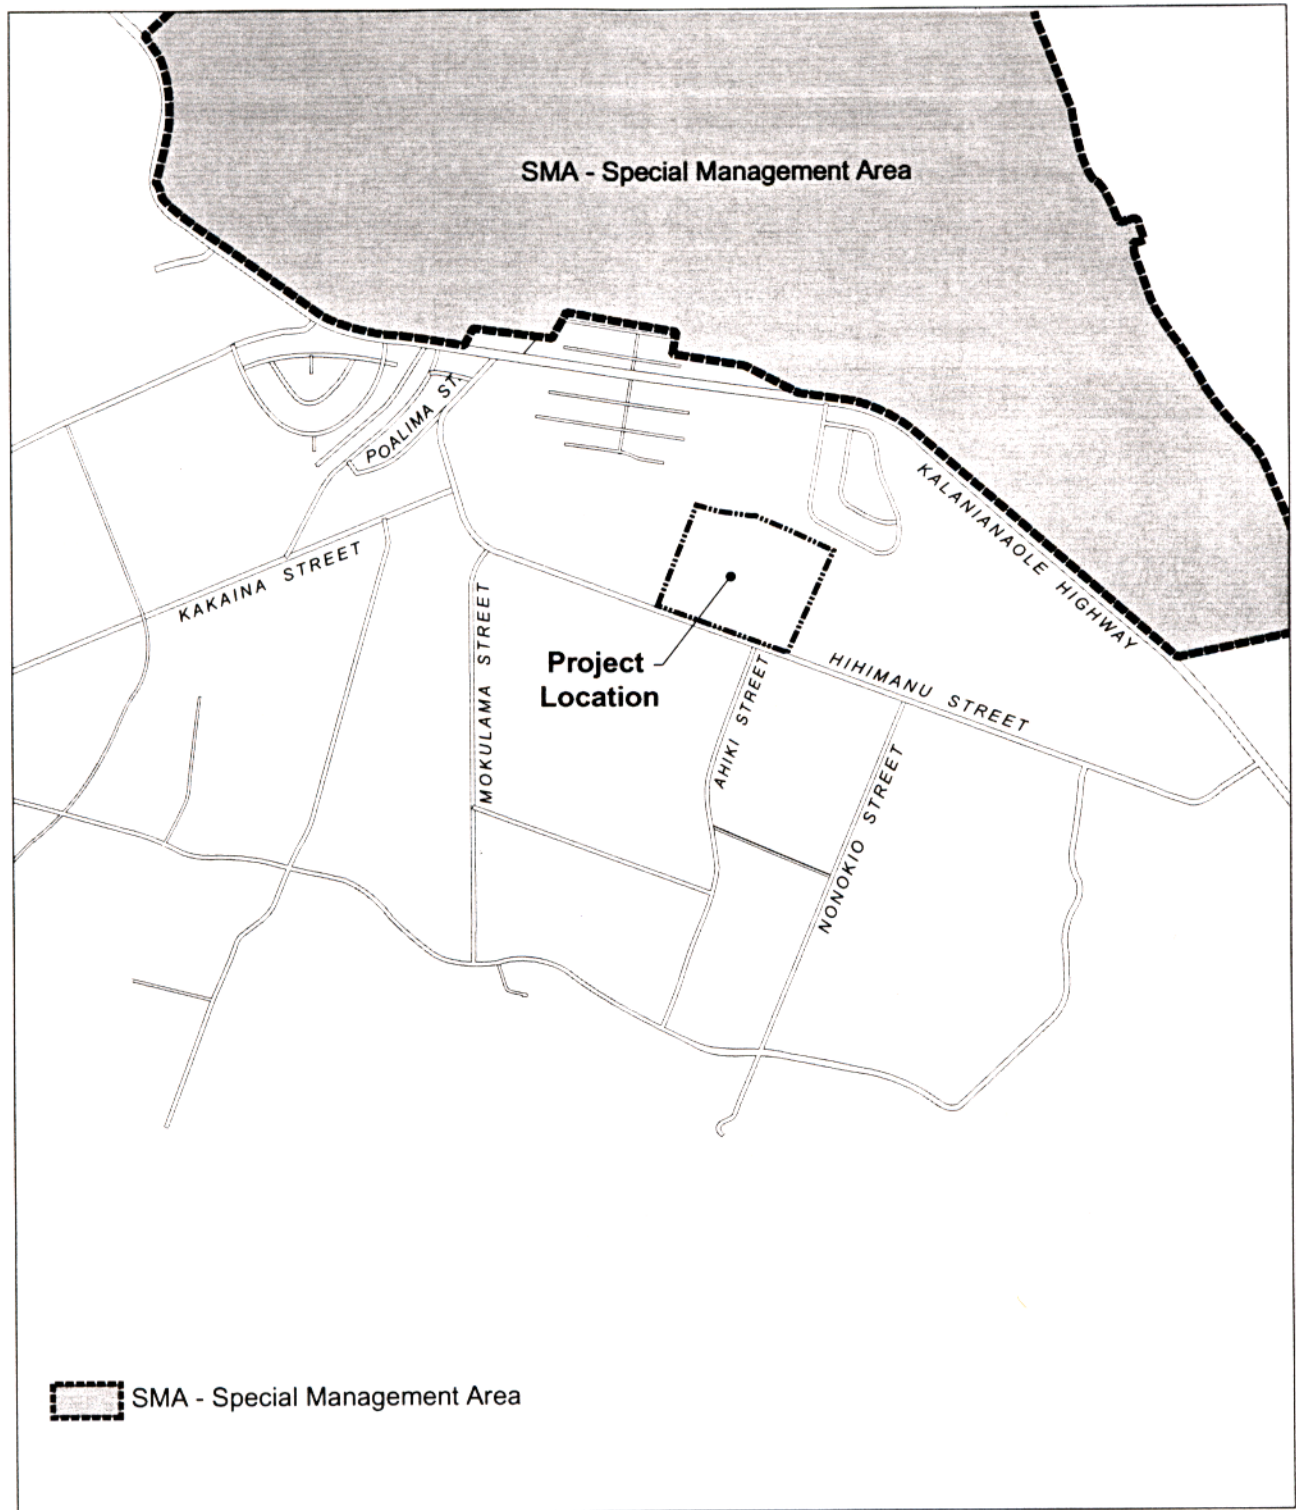 SMA - Special Management Area
POALIMA ST.
KALANIANAOLE HIGHWAY
KAKAINA STREET
MOKULAMA STREET
Project
Location
HIHIMANU STREET
AHIKI STREET
NONOKIO STREET
SMA - Special Management Area